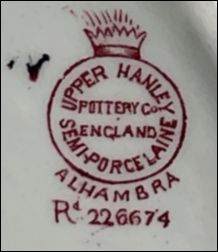 UPPER HANLEY
POTTERY Co
ENGLAND
SEMI-PORCELAINE
ALHAMBRA
Rd 226674